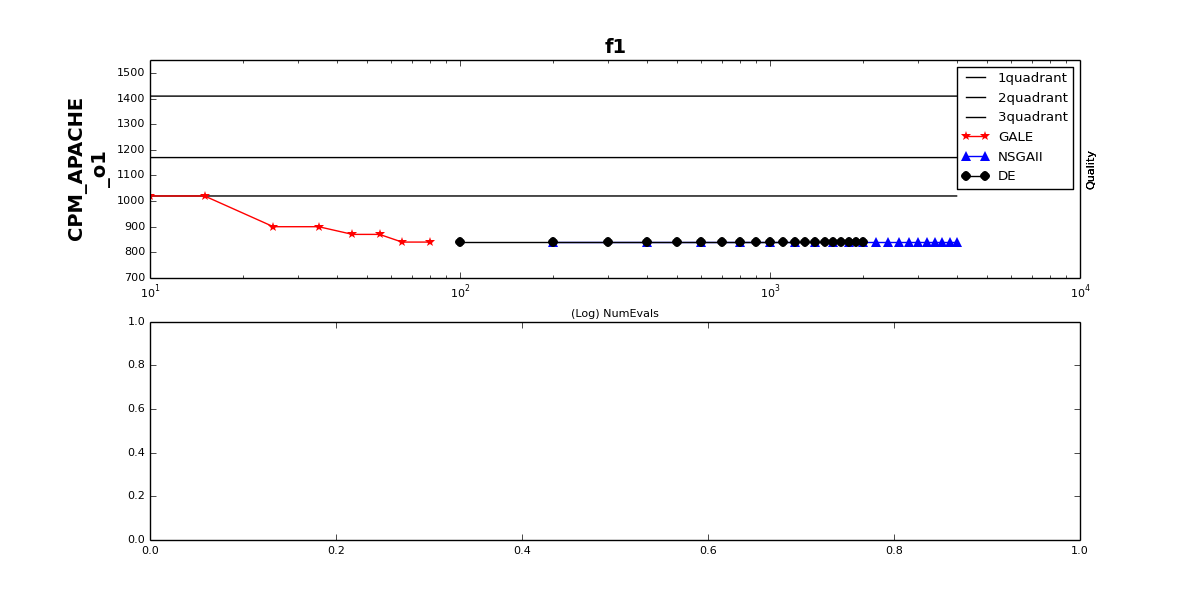 f1
CPM_APACHE
_o1
1500
1400
1300
1200
1100
1000
900
800
700
1quadrant
2quadrant
3quadrant
GALE
NSGAII
DE
Quality
10^1
10^2
10^3
10^4
(Log) NumEvals
1.0
0.8
0.6
0.4
0.2
0.0
0.0
0.2
0.4
0.6
0.8
1.0